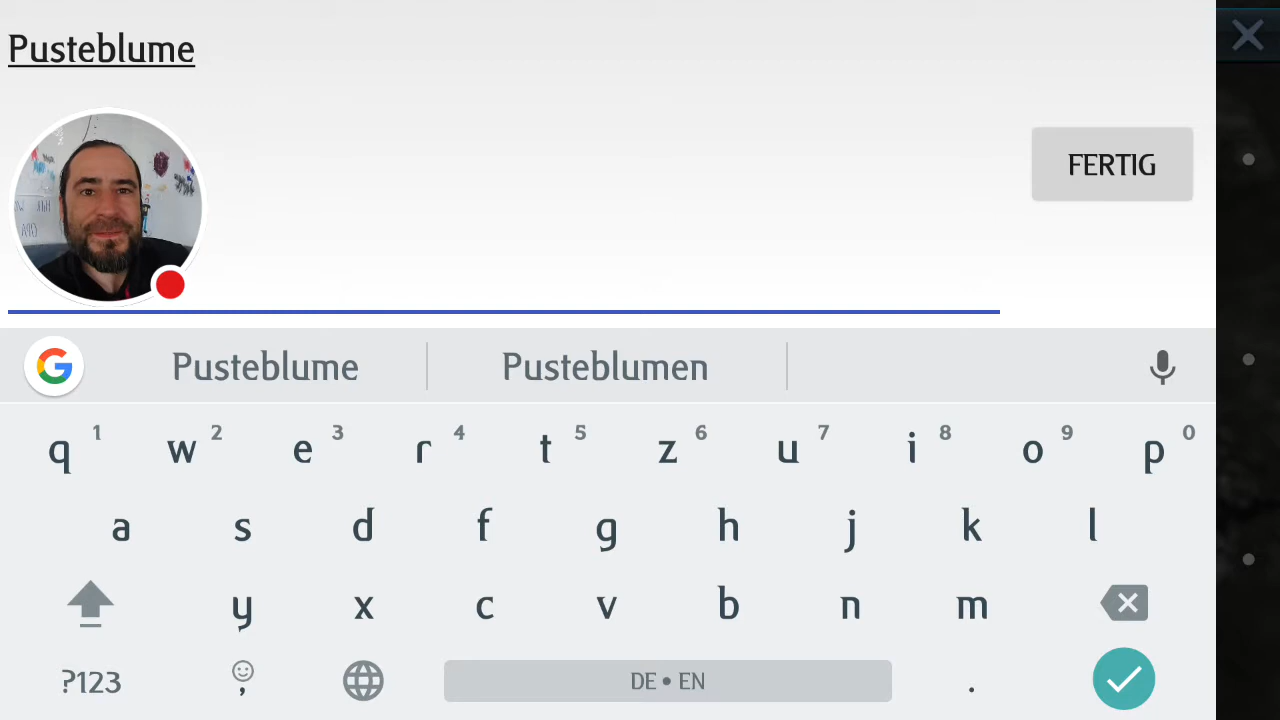 Pusteblume
FERTIG
Pusteblume Pusteblumen
q 1 w 2 e 3 r 4 t 5 z 6 u 7 i 8 o 9 p 0
a s d f g h j k l
y x c v b n m
?123 , DE • EN .